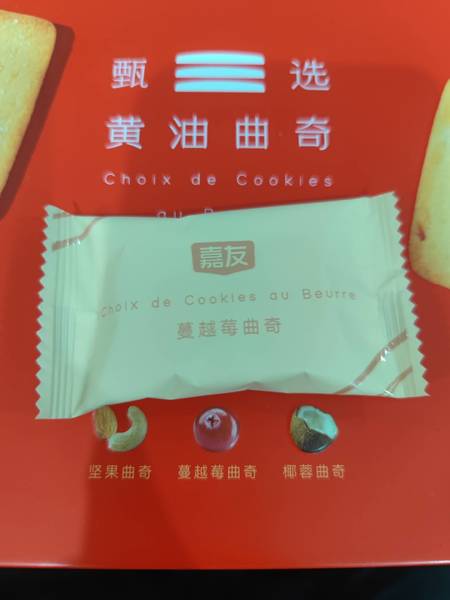 甄 选
黄油曲奇
Choix de Cookies
au
嘉友
Choix de Cookies au Beurre
蔓越莓曲奇
坚果曲奇 蔓越莓曲奇 椰蓉曲奇